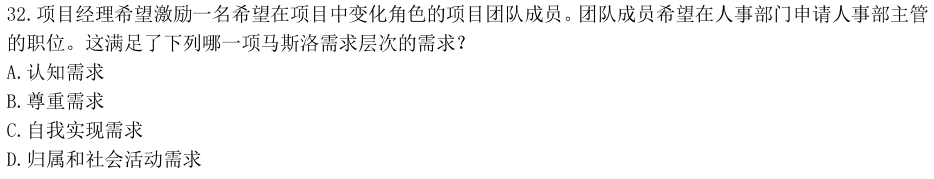 32.项目经理希望激励一名希望在项目中变化角色的项目团队成员。团队成员希望在人事部门申请人事部主管
的职位。这满足了下列哪一项马斯洛需求层次的需求?
A.认知需求
B.尊重需求
C.自我实现需求
D.归属和社会活动需求